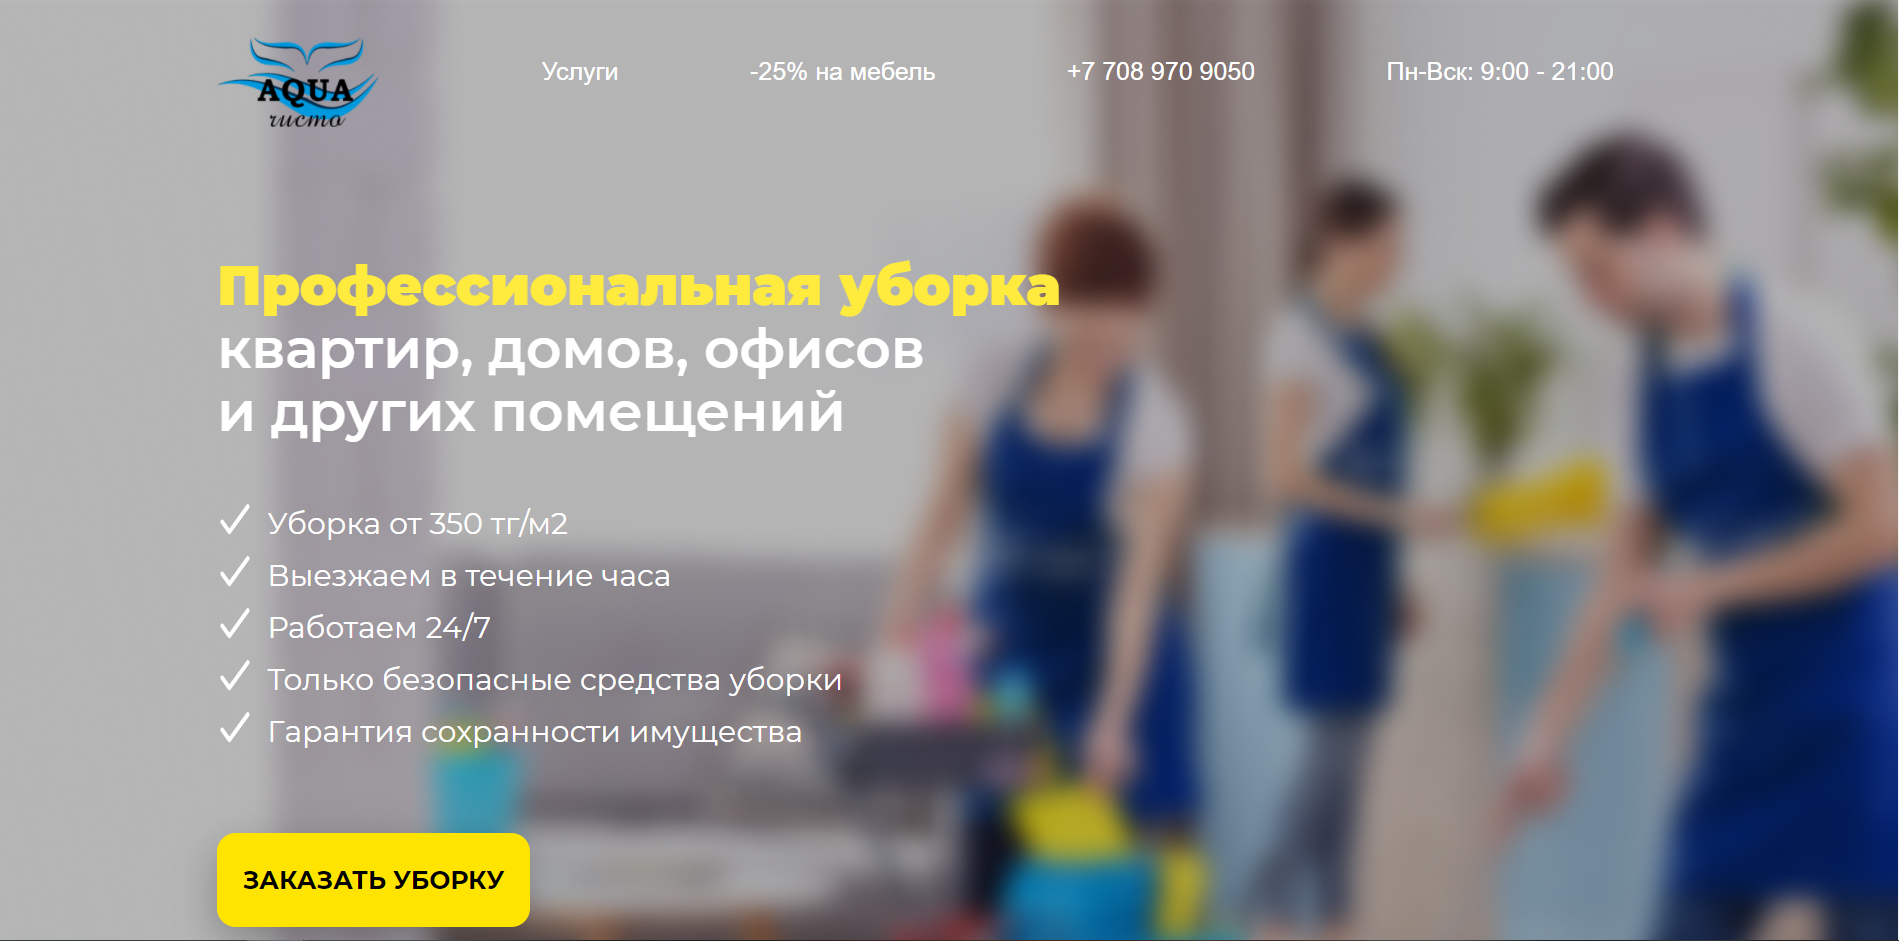 AQUA
чисто
Услуги
-25% на мебель
+7 708 970 9050
Пн-Вск: 9:00 - 21:00
Профессиональная уборка
квартир, домов, офисов
и других помещений
Уборка от 350 тг/м2
Выезжаем в течение часа
Работаем 24/7
Только безопасные средства уборки
Гарантия сохранности имущества
ЗАКАЗАТЬ УБОРКУ